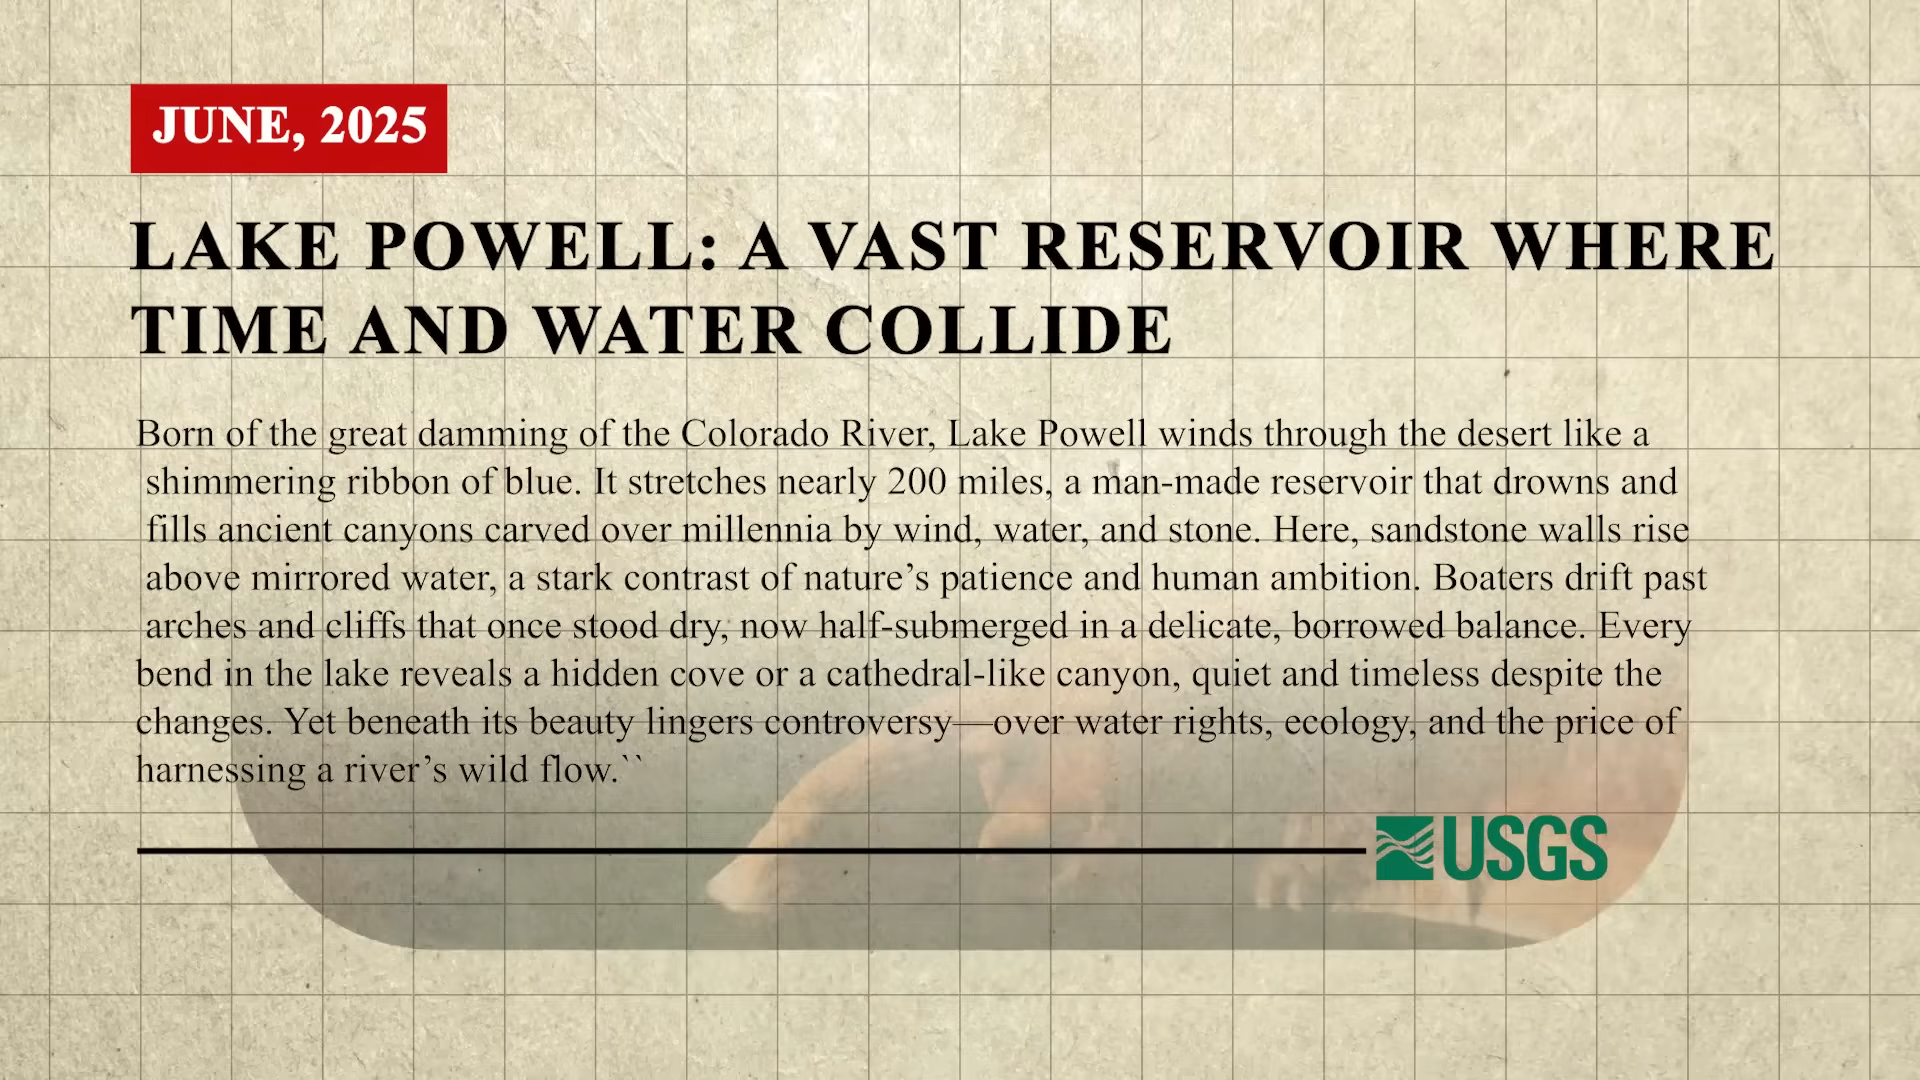 JUNE, 2025
LAKE POWELL: A VAST RESERVOIR WHERE
TIME AND WATER COLLIDE
Born of the great damming of the Colorado River, Lake Powell winds through the desert like a
shimmering ribbon of blue. It stretches nearly 200 miles, a man-made reservoir that drowns and
fills ancient canyons carved over millennia by wind, water, and stone. Here, sandstone walls rise
above mirrored water, a stark contrast of nature’s patience and human ambition. Boaters drift past
arches and cliffs that once stood dry, now half-submerged in a delicate, borrowed balance. Every
bend in the lake reveals a hidden cove or a cathedral-like canyon, quiet and timeless despite the
changes. Yet beneath its beauty lingers controversy—over water rights, ecology, and the price of
harnessing a river’s wild flow.``
USGS